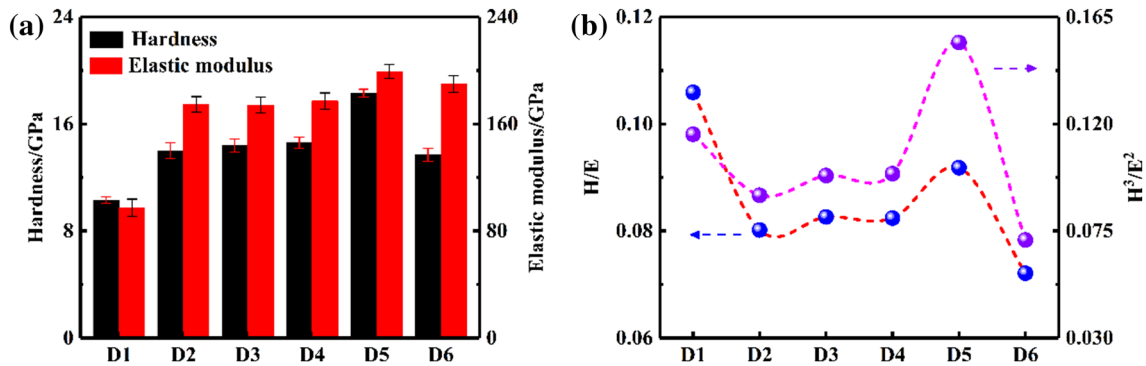 (a)
24
16
8
0
Hardness/GPa
Hardness
Elastic modulus
240
160
80
0
Elastic modulus/GPa
D1 D2 D3 D4 D5 D6
(b)
0.12
0.10
0.08
0.06
H/E
0.165
0.120
0.075
0.030
H³/E²
D1 D2 D3 D4 D5 D6